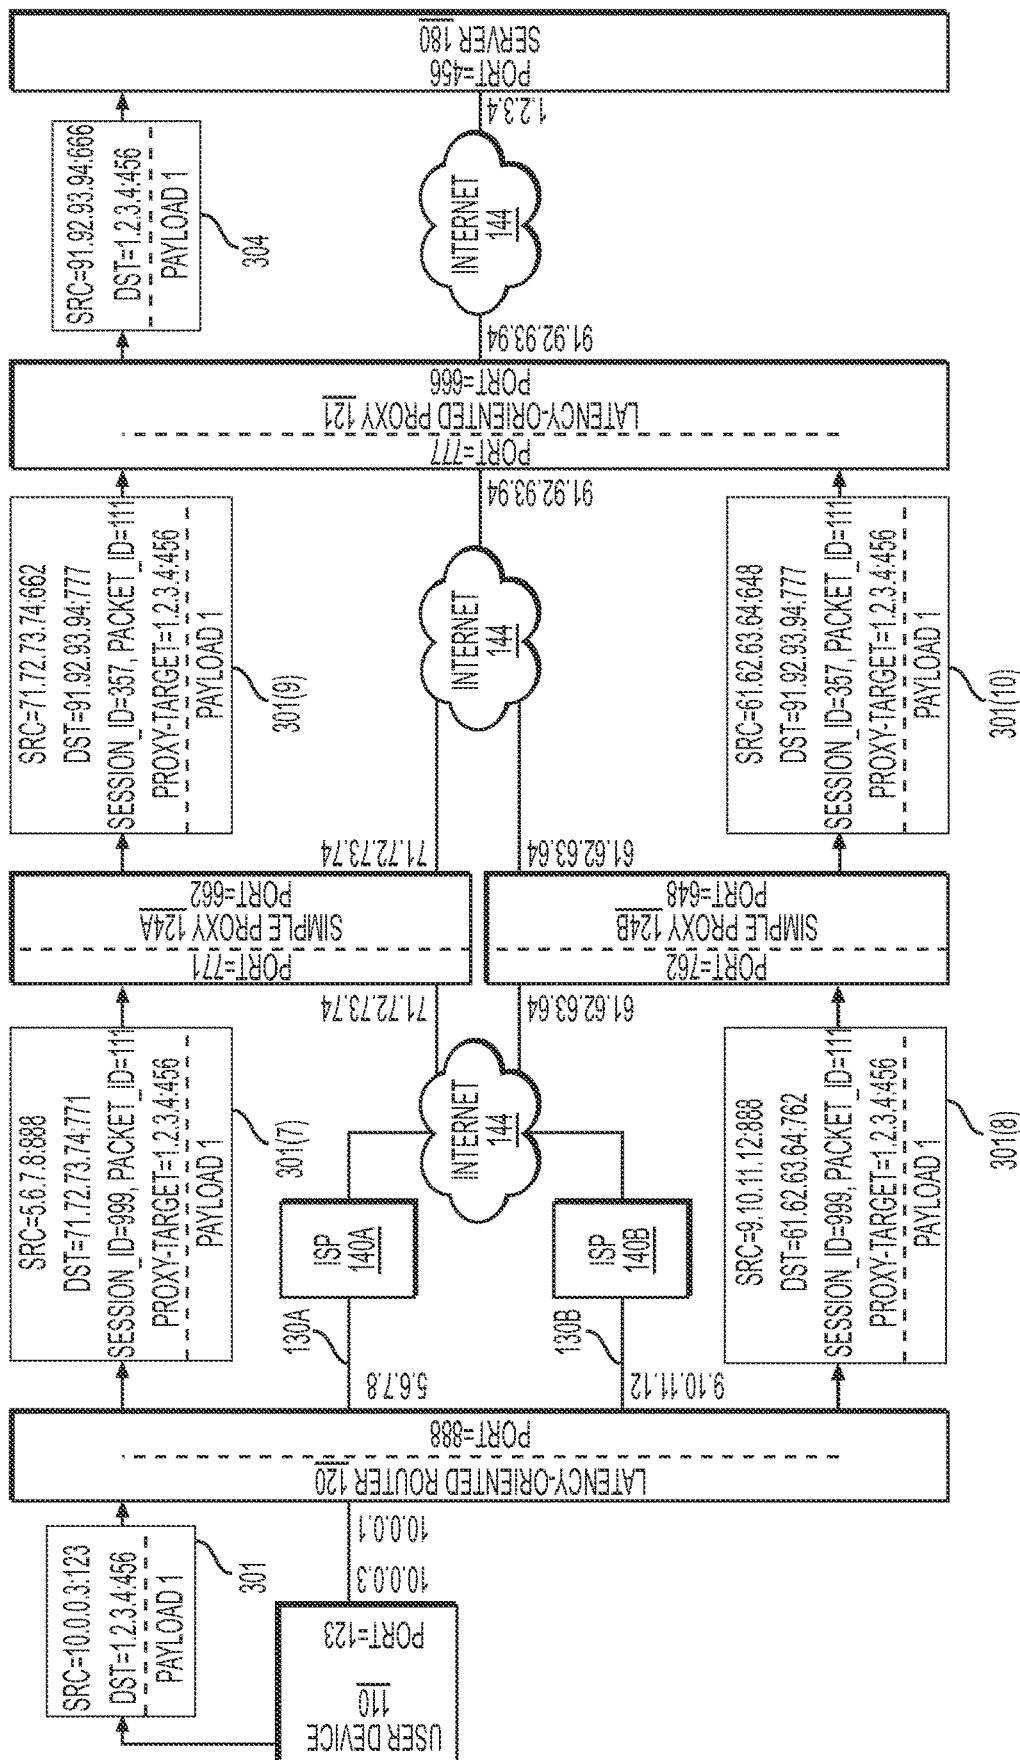 SRC=10.0.0.3:123
DST=1.2.3.4:456
PAYLOAD 1
301
USER DEVICE
110
PORT=123
10.0.0.3
10.0.0.1
LATENCY-ORIENTED ROUTER 120
PORT=888
5.6.7.8
9.10.11.12
130A
130B
ISP
140A
ISP
140B
SRC=5.6.7.8:888
DST=71.72.73.74:771
SESSION_ID=999, PACKET_ID=111
PROXY-TARGET=1.2.3.4:456
PAYLOAD 1
301(7)
SRC=9.10.11.12:888
DST=61.62.63.64:762
SESSION_ID=999, PACKET_ID=111
PROXY-TARGET=1.2.3.4:456
PAYLOAD 1
301(8)
INTERNET
144
71.72.73.74
61.62.63.64
PORT=771
SIMPLE PROXY 124A
PORT=662
PORT=762
SIMPLE PROXY 124B
PORT=648
71.72.73.74
61.62.63.64
SRC=71.72.73.74:662
DST=91.92.93.94:777
SESSION_ID=357, PACKET_ID=111
PROXY-TARGET=1.2.3.4:456
PAYLOAD 1
301(9)
SRC=61.62.63.64:648
DST=91.92.93.94:777
SESSION_ID=357, PACKET_ID=111
PROXY-TARGET=1.2.3.4:456
PAYLOAD 1
301(10)
INTERNET
144
91.92.93.94
PORT=777
LATENCY-ORIENTED PROXY 121
PORT=666
91.92.93.94
SRC=91.92.93.94:666
DST=1.2.3.4:456
PAYLOAD 1
304
INTERNET
144
1.2.3.4
PORT=456
SERVER 180